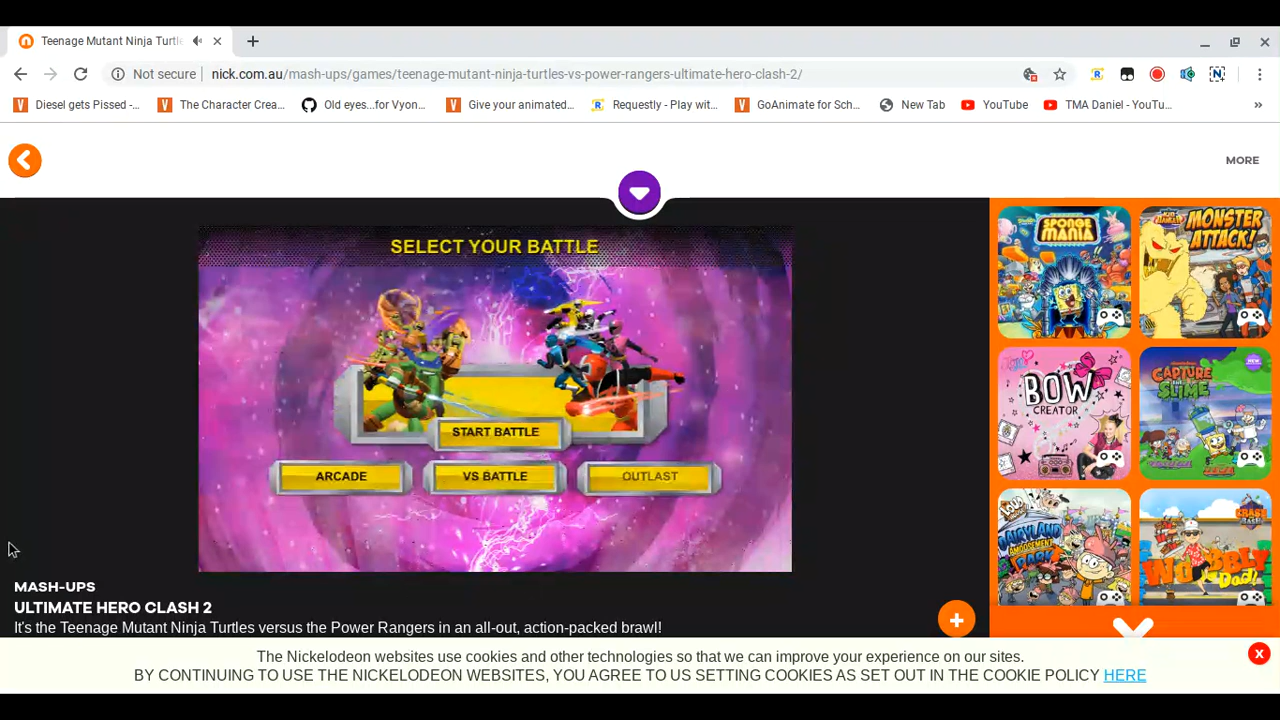 Teenage Mutant Ninja Turtle
Not secure
nick.com.au/mash-ups/games/teenage-mutant-ninja-turtles-vs-power-rangers-ultimate-hero-clash-2/
Diesel gets Pissed -...
The Character Crea...
Old eyes...for Vyon...
Give your animated...
Requestly - Play wit...
GoAnimate for Sch...
New Tab
YouTube
TMA Daniel - YouTu...
MORE
SELECT YOUR BATTLE
START BATTLE
ARCADE
VS BATTLE
OUTLAST
SPONGE
MANIA
MONSTER
ATTACK!
BOW
CREATOR
CAPTURE
THE
SLIME
NEW
FAIRYLAND
AMUSEMENT
PARK
WOBBLY
Dad!
MASH-UPS
ULTIMATE HERO CLASH 2
It's the Teenage Mutant Ninja Turtles versus the Power Rangers in an all-out, action-packed brawl!
The Nickelodeon websites use cookies and other technologies so that we can improve your experience on our sites.
BY CONTINUING TO USE THE NICKELODEON WEBSITES, YOU AGREE TO US SETTING COOKIES AS SET OUT IN THE COOKIE POLICY HERE